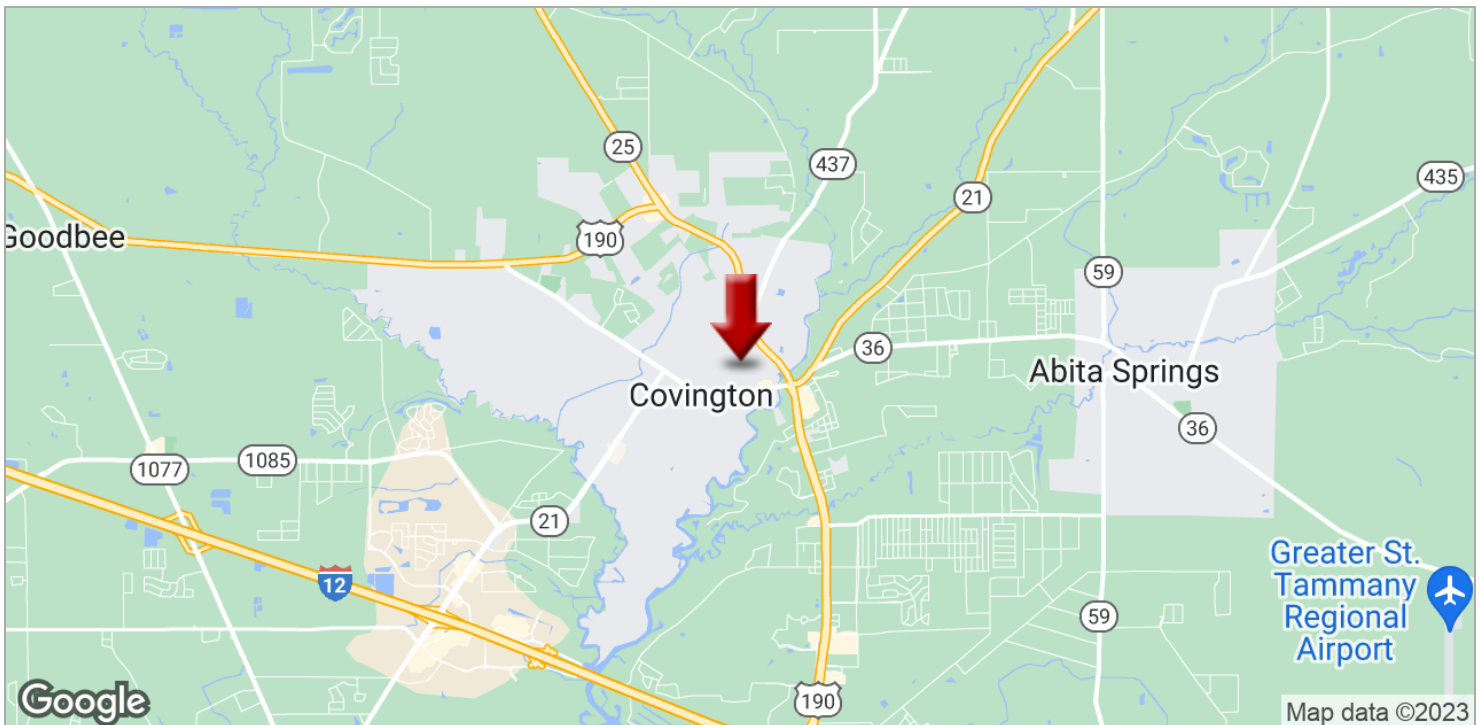 25
437
435
21
190
Goodbee
59
36
Abita Springs
Covington
36
1077
1085
21
12
Greater St.
Tammany
Regional
Airport
59
190
Google
Map data ©2023